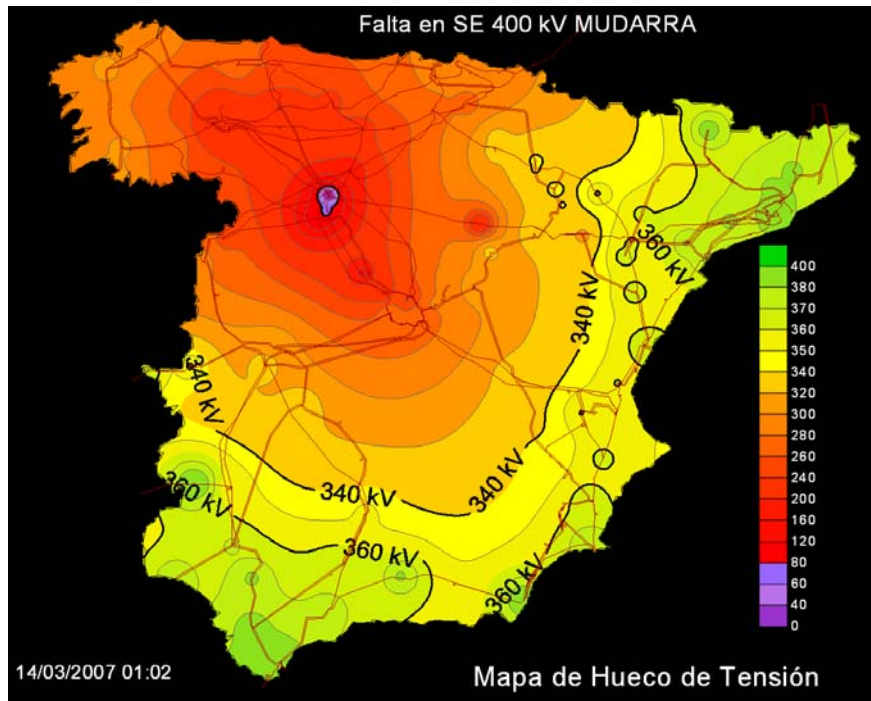 Falta en SE 400 kV MUDARRA
360 kV
340 kV
400
380
370
360
350
340
320
300
280
260
240
200
160
120
80
60
40
0
340 kV
340 kV
340 kV
360 kV
360 kV
360 kV
14/03/2007 01:02
Mapa de Hueco de Tensión